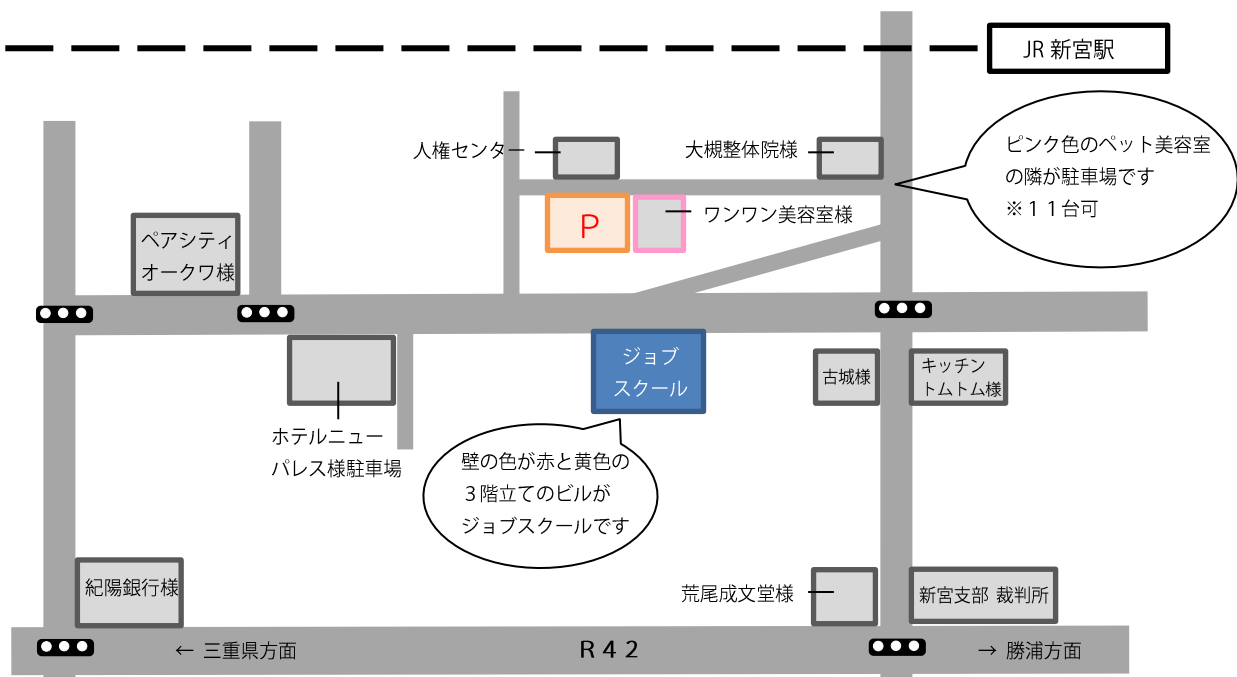 JR 新宮駅
人権センター
大槻整体院様
ピンク色のペット美容室
の隣が駐車場です
※１１台可
P
ワンワン美容室様
ペアシティ
オークワ様
ジョブ
スクール
古城様
キッチン
トムトム様
ホテルニュー
パレス様駐車場
壁の色が赤と黄色の
３階立てのビルが
ジョブスクールです
紀陽銀行様
荒尾成文堂様
新宮支部 裁判所
← 三重県方面
R４２
→ 勝浦方面